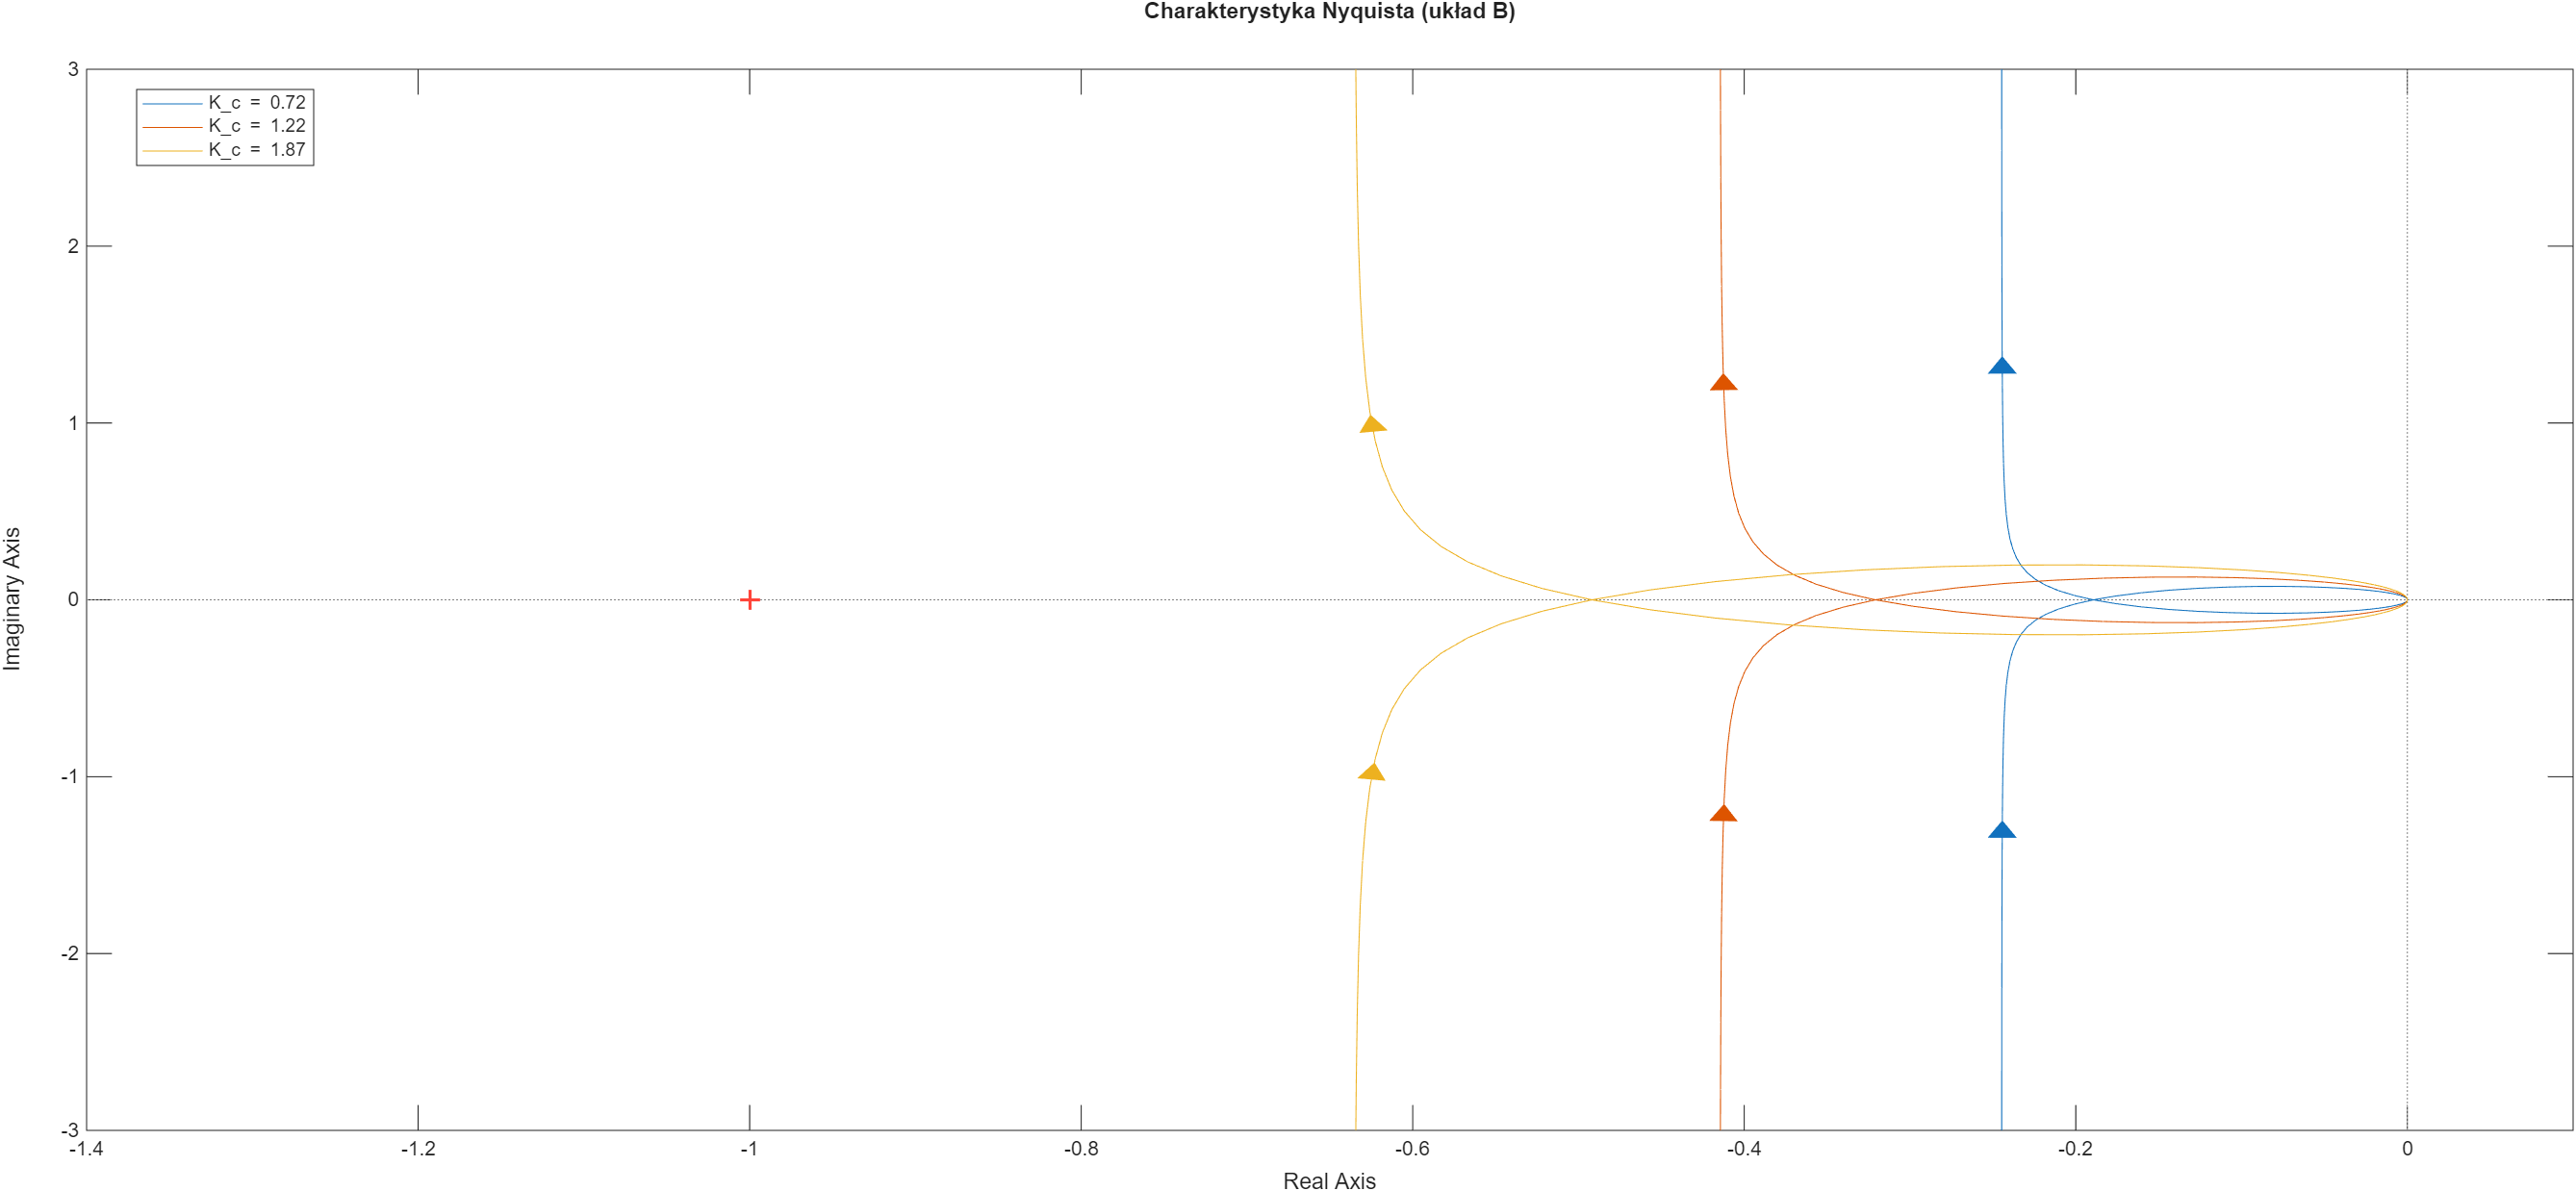 Charakterystyka Nyquista (układ B)
K_c = 0.72
K_c = 1.22
K_c = 1.87
3
2
1
0
-1
-2
-3
Imaginary Axis
-1.4 -1.2 -1 -0.8 -0.6 -0.4 -0.2 0
Real Axis